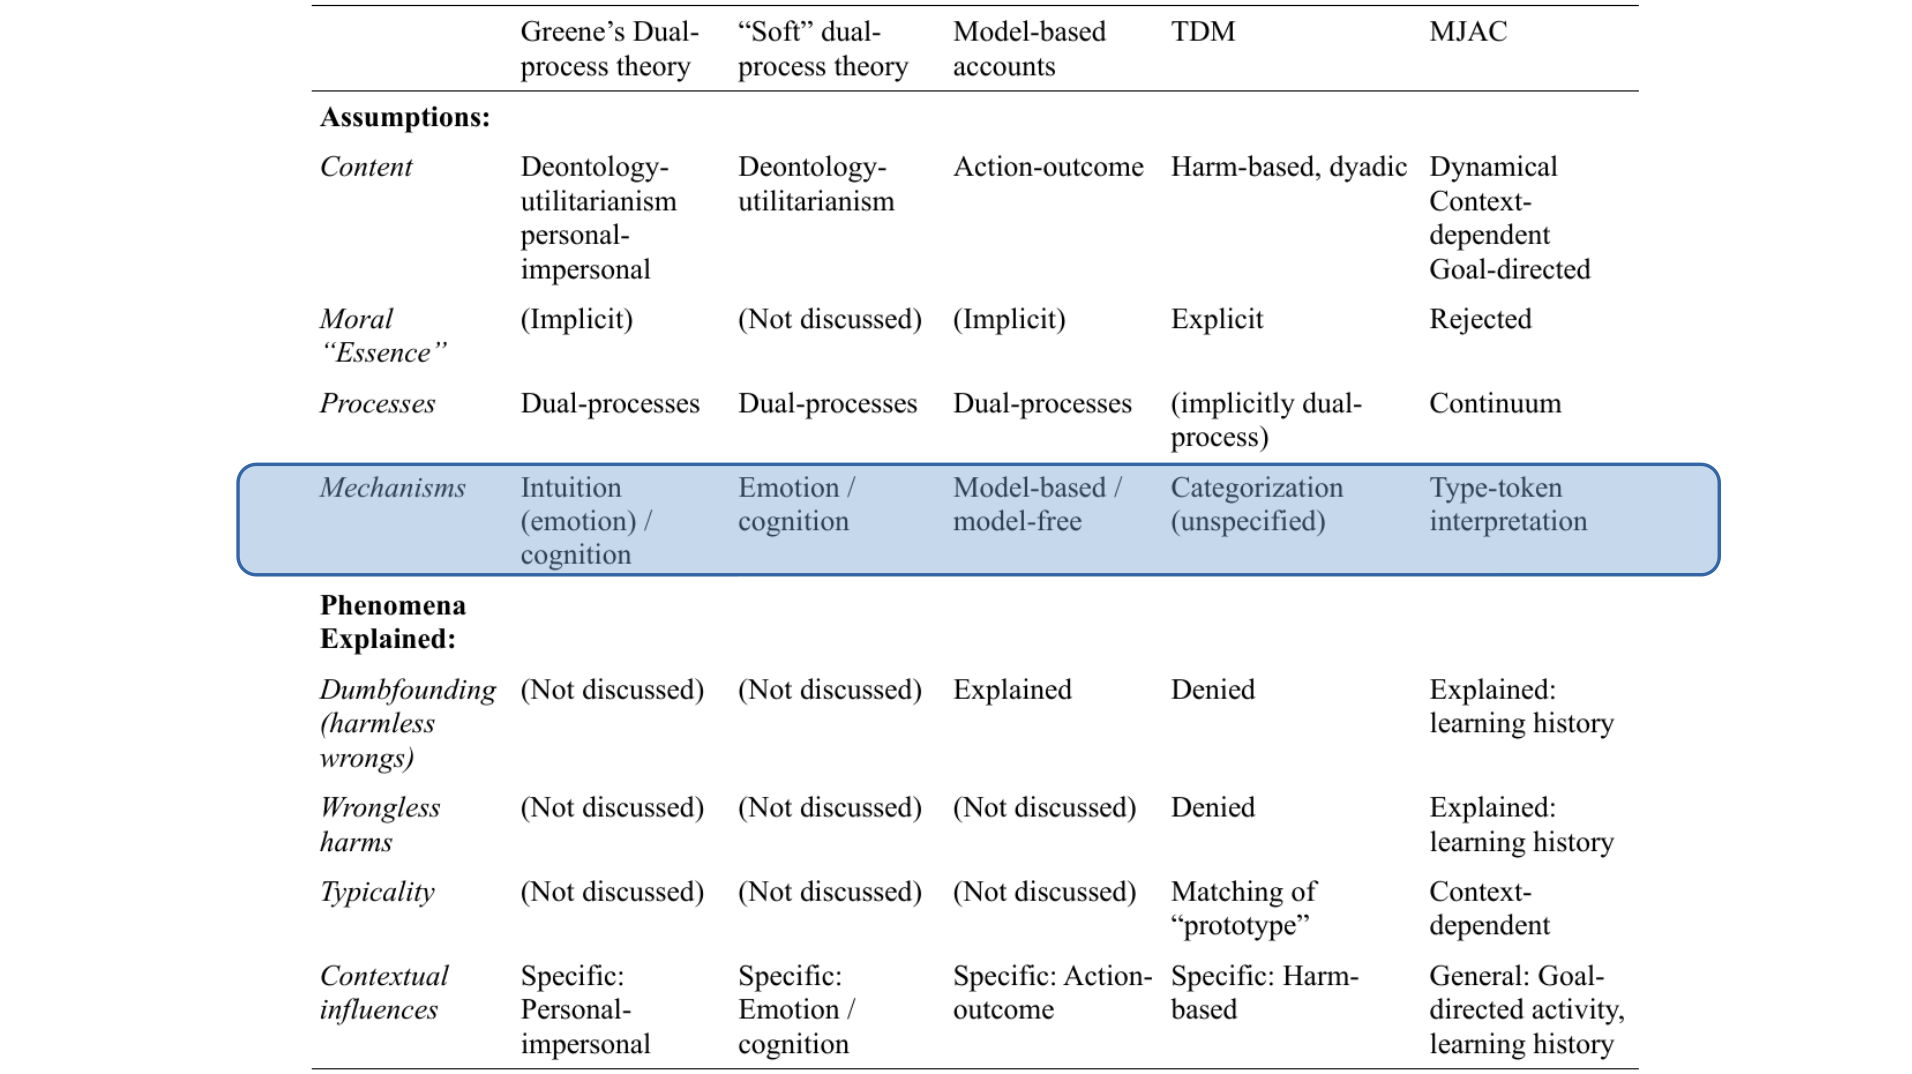 Greene’s Dual- “Soft” dual- Model-based TDM MJAC
process theory process theory accounts
Assumptions:
Content Deontology- Deontology- Action-outcome Harm-based, dyadic Dynamical
utilitarianism utilitarianism Context-
personal- dependent
impersonal Goal-directed
Moral (Implicit) (Not discussed) (Implicit) Explicit Rejected
“Essence”
Processes Dual-processes Dual-processes Dual-processes (implicitly dual- Continuum
process)
Mechanisms Intuition Emotion / Model-based / Categorization Type-token
(emotion) / cognition model-free (unspecified) interpretation
cognition
Phenomena
Explained:
Dumbfounding (Not discussed) (Not discussed) Explained Denied Explained:
(harmless learning history
wrongs)
Wrongless (Not discussed) (Not discussed) (Not discussed) Denied Explained:
harms learning history
Typicality (Not discussed) (Not discussed) (Not discussed) Matching of Context-
“prototype” dependent
Contextual Specific: Specific: Specific: Action- Specific: Harm- General: Goal-
influences Personal- Emotion / outcome based directed activity,
impersonal cognition learning history